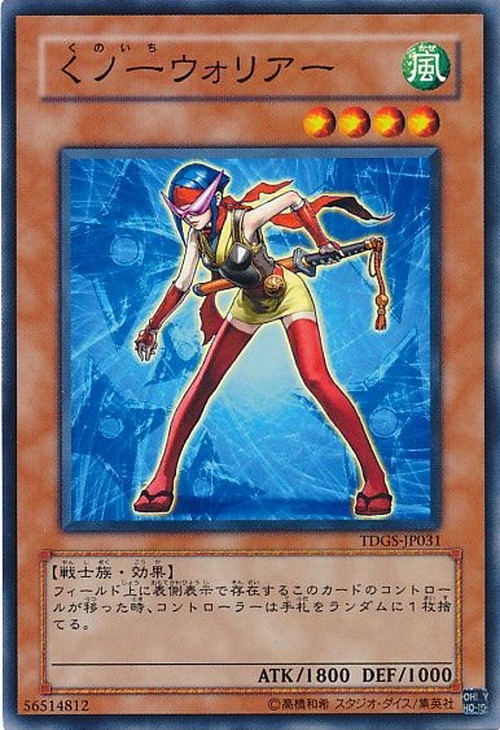 くのいち
くノ一ウォリアー
かぜ
風
TDGS-JP031
【戦士族・効果】
フィールド上に表側表示で存在するこのカードのコントロー
ルが移った時、コントローラーは手札をランダムに1枚捨
てる。
ATK/1800 DEF/1000
56514812
©高橋和希 スタジオ・ダイス/集英社